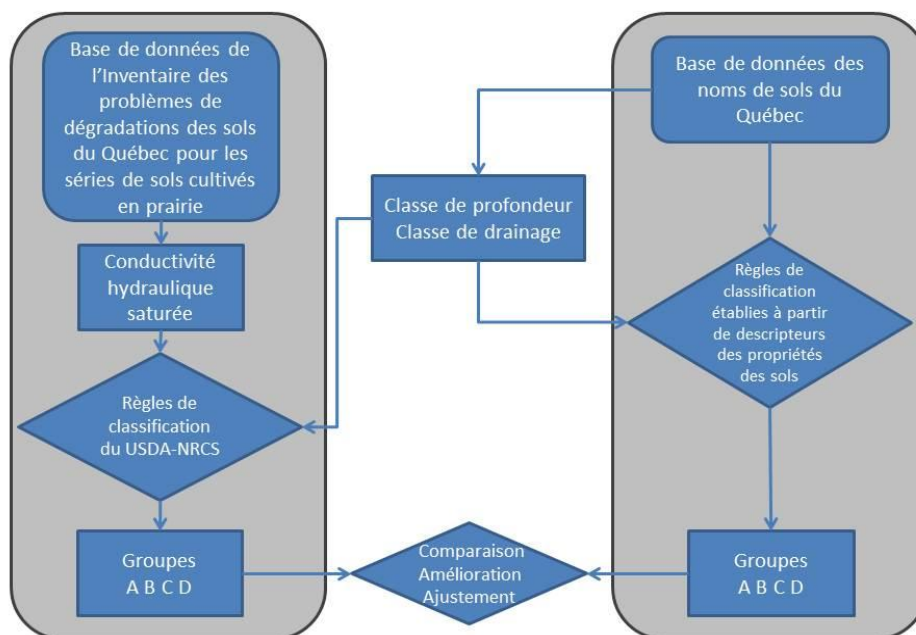 Base de données de
l'Inventaire des
problèmes de
dégradations des sols
du Québec pour les
séries de sols cultivés
en prairie
Conductivité
hydraulique
saturée
Règles de
classification
du USDA-NRCS
Groupes
A B C D
Classe de profondeur
Classe de drainage
Comparaison
Amélioration
Ajustement
Base de données des
noms de sols du
Québec
Règles de
classification
établies à partir
de descripteurs
des propriétés
des sols
Groupes
A B C D